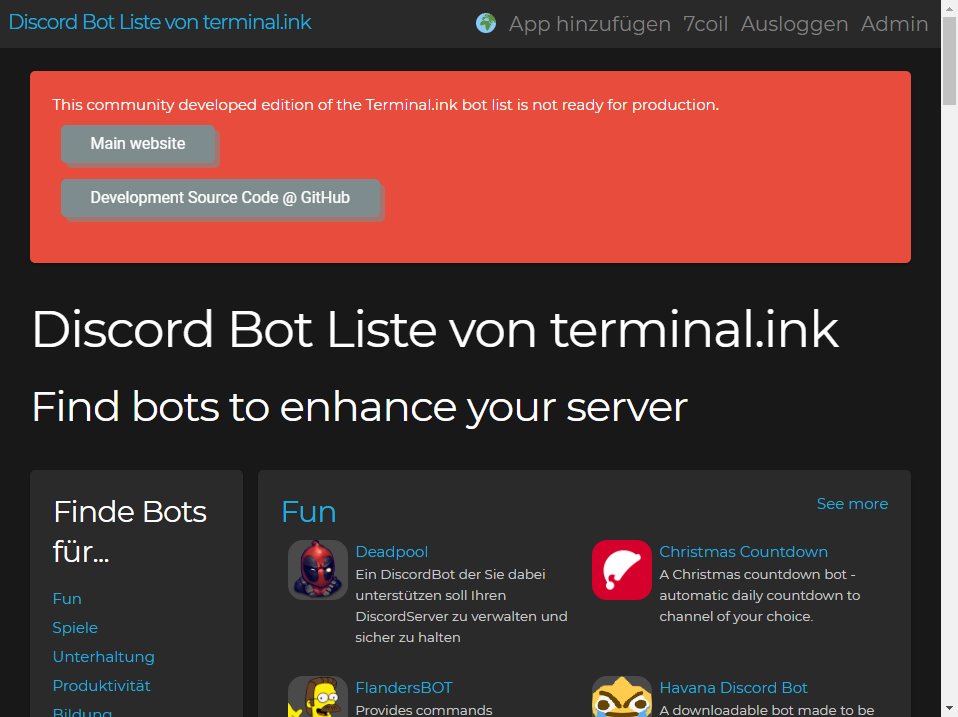 Discord Bot Liste von terminal.ink
App hinzufügen 7coil Ausloggen Admin
This community developed edition of the Terminal.ink bot list is not ready for production.
Main website
Development Source Code @ GitHub
Discord Bot Liste von terminal.ink
Find bots to enhance your server
Finde Bots
für...
Fun
Spiele
Unterhaltung
Produktivität
Bildung
Fun
See more
Deadpool
Ein DiscordBot der Sie dabei
unterstützen soll Ihren
DiscordServer zu verwalten und
sicher zu halten
Christmas Countdown
A Christmas countdown bot -
automatic daily countdown to
channel of your choice.
FlandersBOT
Provides commands
Havana Discord Bot
A downloadable bot made to be